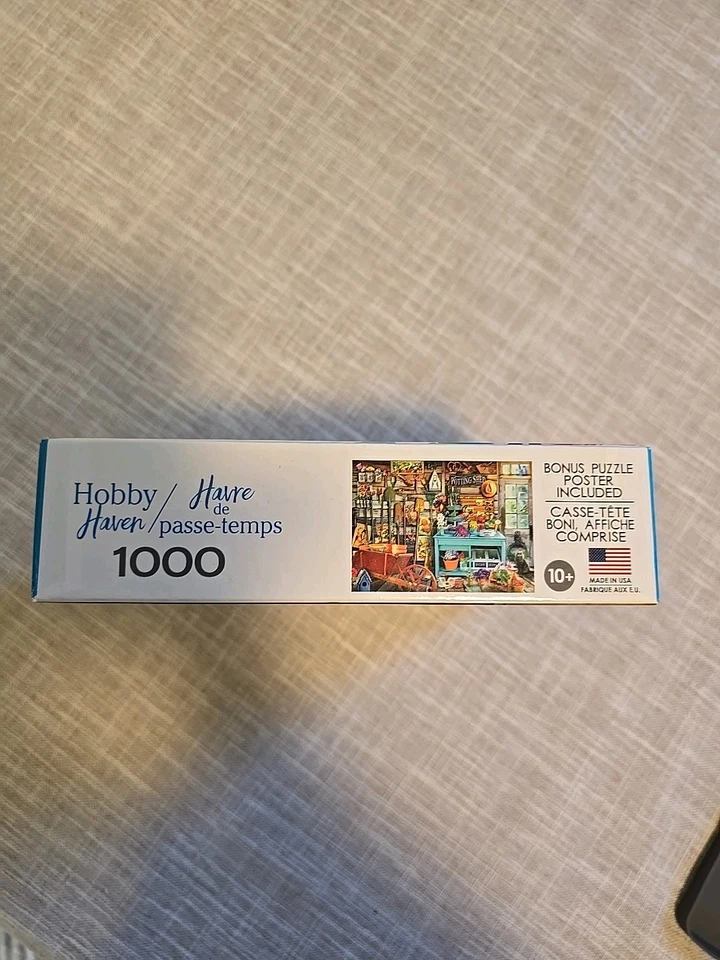 Hobby / Havre
Haven / de
passe-temps
1000
POTTING SHED
BONUS PUZZLE
POSTER
INCLUDED
CASSE-TÊTE
BONI, AFFICHE
COMPRISE
10+
MADE IN USA
FABRIQUE AUX E.U.